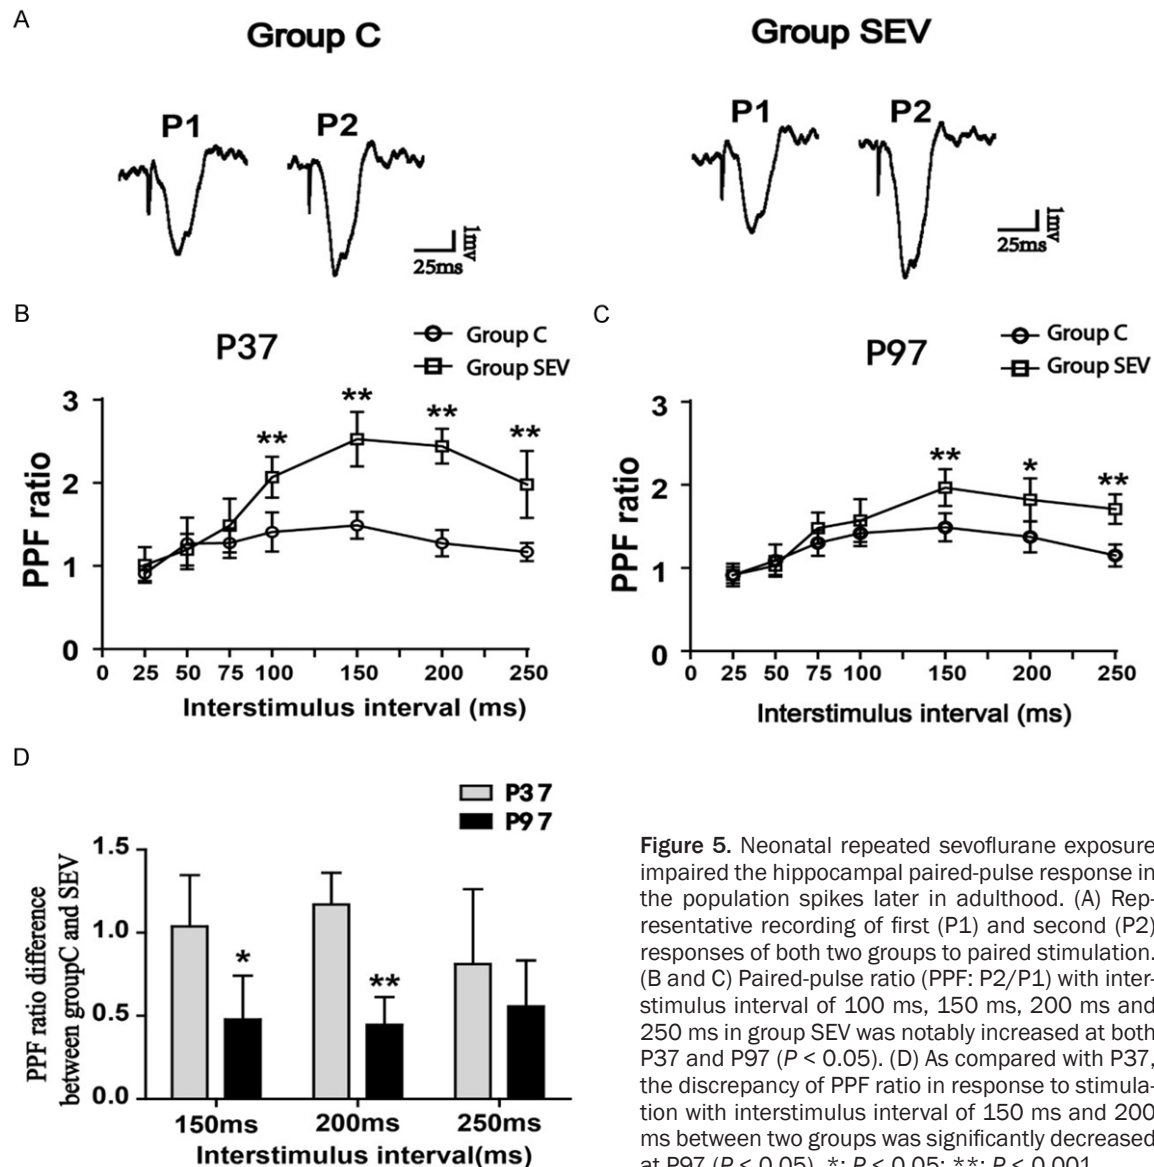 A
Group C
Group SEV
P1
P2
P1
P2
1mv
25ms
1mv
25ms
B
P37
Group C
Group SEV
**
**
**
**
3
2
1
0
PPF ratio
0 25 50 75 100 150 200 250
Interstimulus interval (ms)
C
P97
Group C
Group SEV
**
*
**
3
2
1
0
PPF ratio
0 25 50 75 100 150 200 250
Interstimulus interval (ms)
D
P37
P97
PPF ratio difference
between groupC and SEV
1.5
1.0
0.5
0.0
*
**
150ms 200ms 250ms
Interstimulus interval(ms)
Figure 5. Neonatal repeated sevoflurane exposure
impaired the hippocampal paired-pulse response in
the population spikes later in adulthood. (A) Rep-
resentative recording of first (P1) and second (P2)
responses of both two groups to paired stimulation.
(B and C) Paired-pulse ratio (PPF: P2/P1) with inter-
stimulus interval of 100 ms, 150 ms, 200 ms and
250 ms in group SEV was notably increased at both
P37 and P97 (P < 0.05). (D) As compared with P37,
the discrepancy of PPF ratio in response to stimula-
tion with interstimulus interval of 150 ms and 200
ms between two groups was significantly decreased
at P97 (P < 0.05). *: P < 0.05; **: P < 0.001.